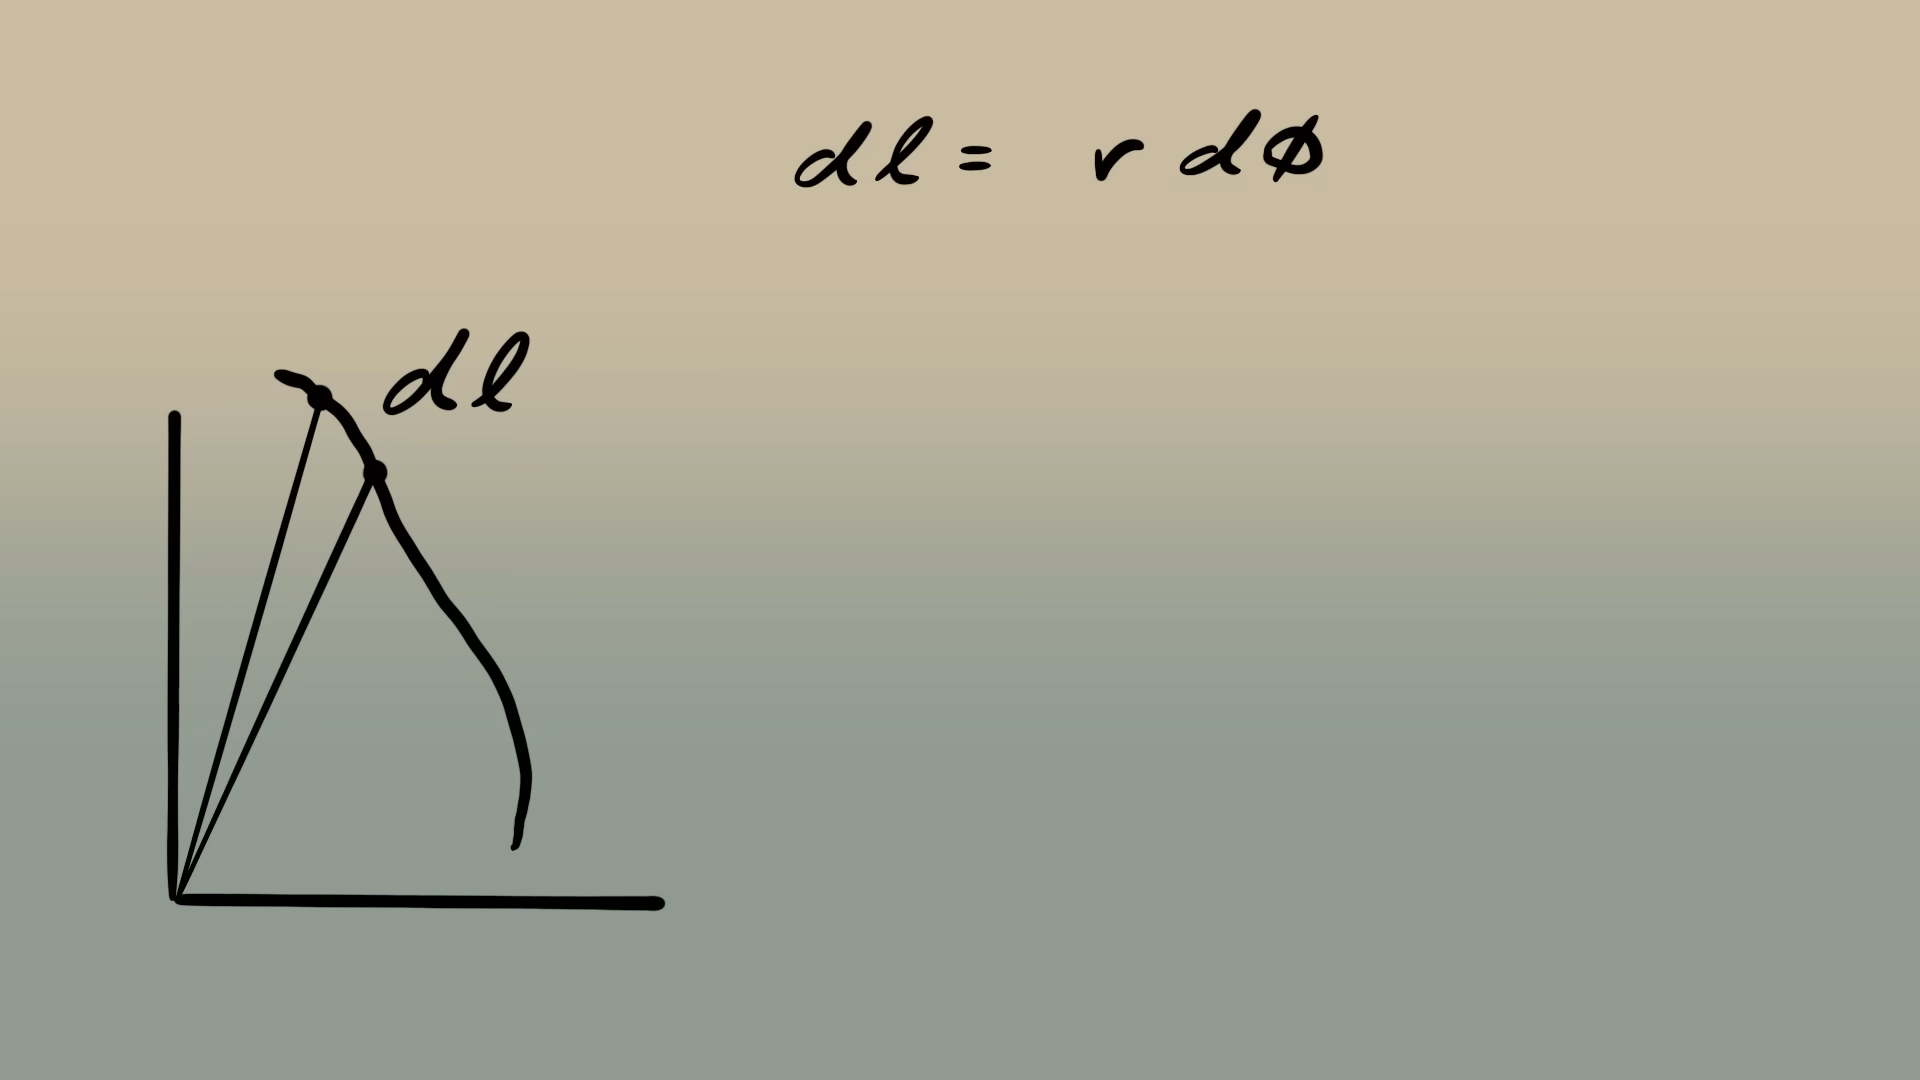 dl = r dϕ
dl